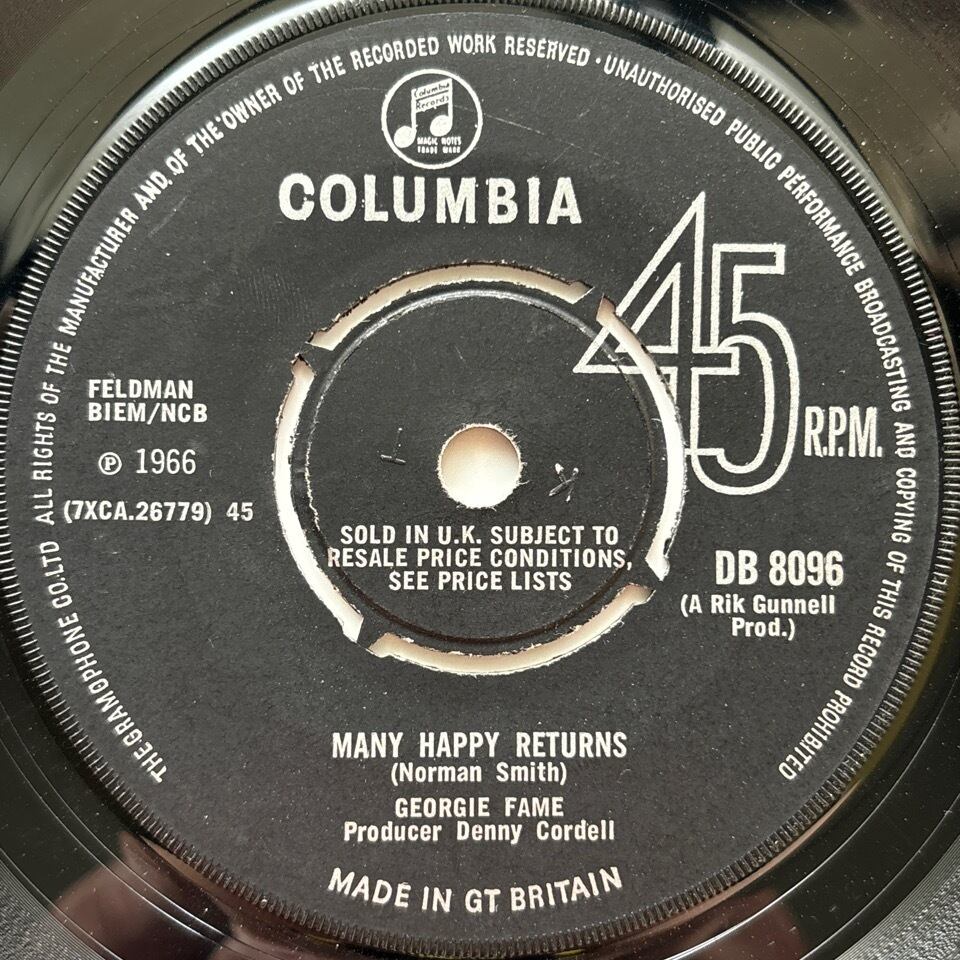 THE GRAMOPHONE CO.LTD ALL RIGHTS OF THE MANUFACTURER AND OF THE OWNER OF THE RECORDED WORK RESERVED · UNAUTHORISED PUBLIC PERFORMANCE BROADCASTING AND COPYING OF THIS RECORD PROHIBITED
Columbia
Records
MAGIC NOTES
TRADE MARK
COLUMBIA
45 R.P.M.
FELDMAN
BIEM/NCB
℗ 1966
(7XCA.26779) 45
SOLD IN U.K. SUBJECT TO
RESALE PRICE CONDITIONS,
SEE PRICE LISTS
DB 8096
(A Rik Gunnell
Prod.)
MANY HAPPY RETURNS
(Norman Smith)
GEORGIE FAME
Producer Denny Cordell
MADE IN GT BRITAIN